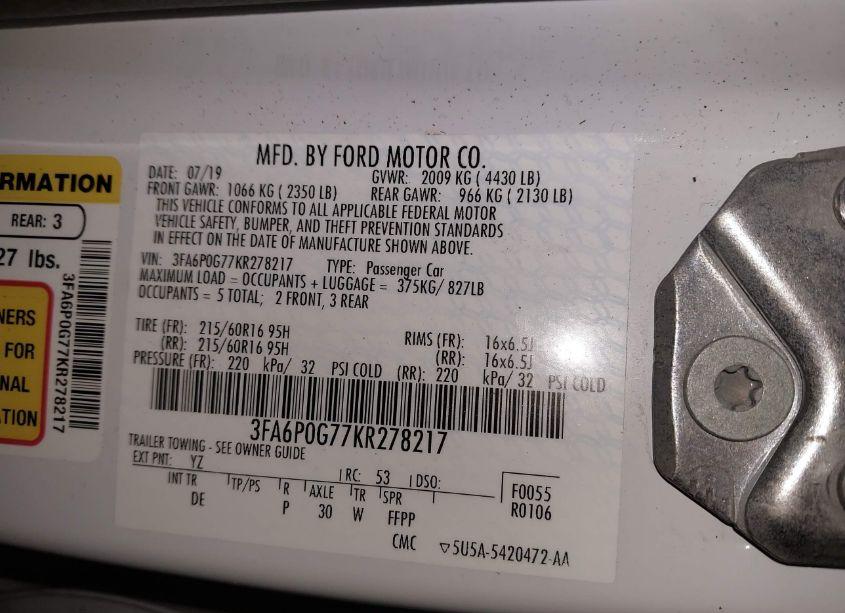 RMATION
REAR: 3
27 lbs.
NERS
FOR
NAL
ATION
3FA6P0G77KR278217
MFD. BY FORD MOTOR CO.
DATE: 07/19 GVWR: 2009 KG ( 4430 LB)
FRONT GAWR: 1066 KG ( 2350 LB) REAR GAWR: 966 KG ( 2130 LB)
THIS VEHICLE CONFORMS TO ALL APPLICABLE FEDERAL MOTOR
VEHICLE SAFETY, BUMPER, AND THEFT PREVENTION STANDARDS
IN EFFECT ON THE DATE OF MANUFACTURE SHOWN ABOVE.
VIN: 3FA6P0G77KR278217 TYPE: Passenger Car
MAXIMUM LOAD = OCCUPANTS + LUGGAGE = 375KG/ 827LB
OCCUPANTS = 5 TOTAL; 2 FRONT, 3 REAR
TIRE (FR): 215/60R16 95H RIMS (FR): 16x6.5J
(RR): 215/60R16 95H (RR): 16x6.5J
PRESSURE (FR): 220 kPa/ 32 PSI COLD (RR): 220 kPa/ 32 PSI COLD
3FA6P0G77KR278217
TRAILER TOWING - SEE OWNER GUIDE
EXT PNT: YZ RC: 53 DSO: F0055
INT TR TP/PS R AXLE TR SPR R0106
DE P 30 W FFPP
CMC ▽5U5A-5420472-AA